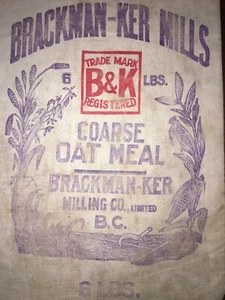 BRACKMAN-KER MILLS
TRADE MARK
6 B&K LBS.
REGISTERED
COARSE
OAT MEAL
BRACKMAN-KER
MILLING CO., LIMITED
B.C.
6 LBS.